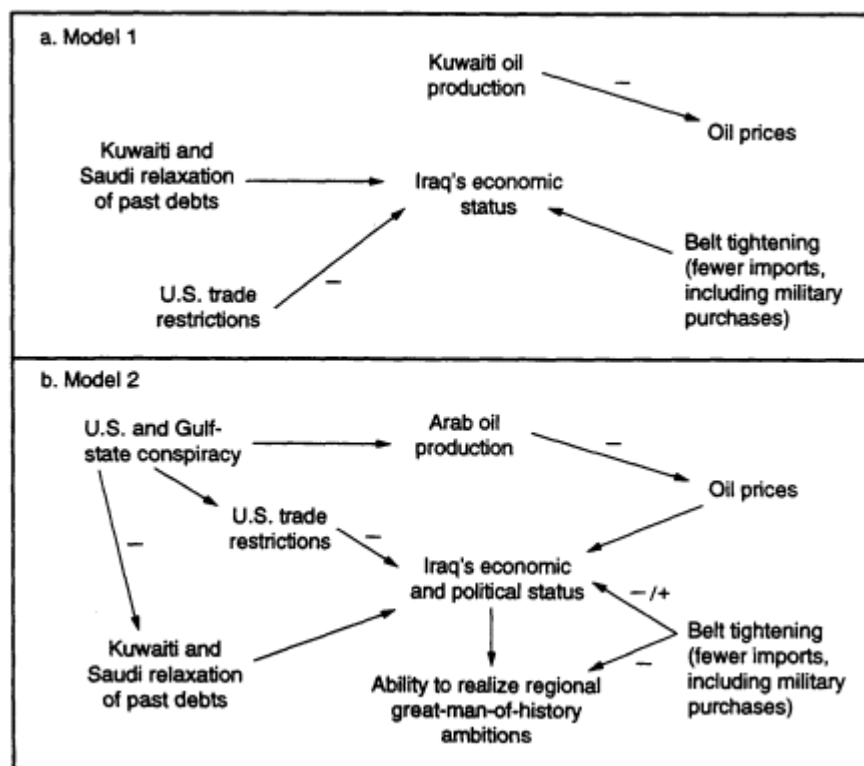 a. Model 1
Kuwaiti oil
production
−
Oil prices
Kuwaiti and
Saudi relaxation
of past debts
Iraq's economic
status
Belt tightening
(fewer imports,
including military
purchases)
−
U.S. trade
restrictions
b. Model 2
U.S. and Gulf-
state conspiracy
Arab oil
production
−
Oil prices
U.S. trade
restrictions
−
−
Iraq's economic
and political status
−/+
Kuwaiti and
Saudi relaxation
of past debts
Belt tightening
(fewer imports,
including military
purchases)
−
Ability to realize regional
great-man-of-history
ambitions